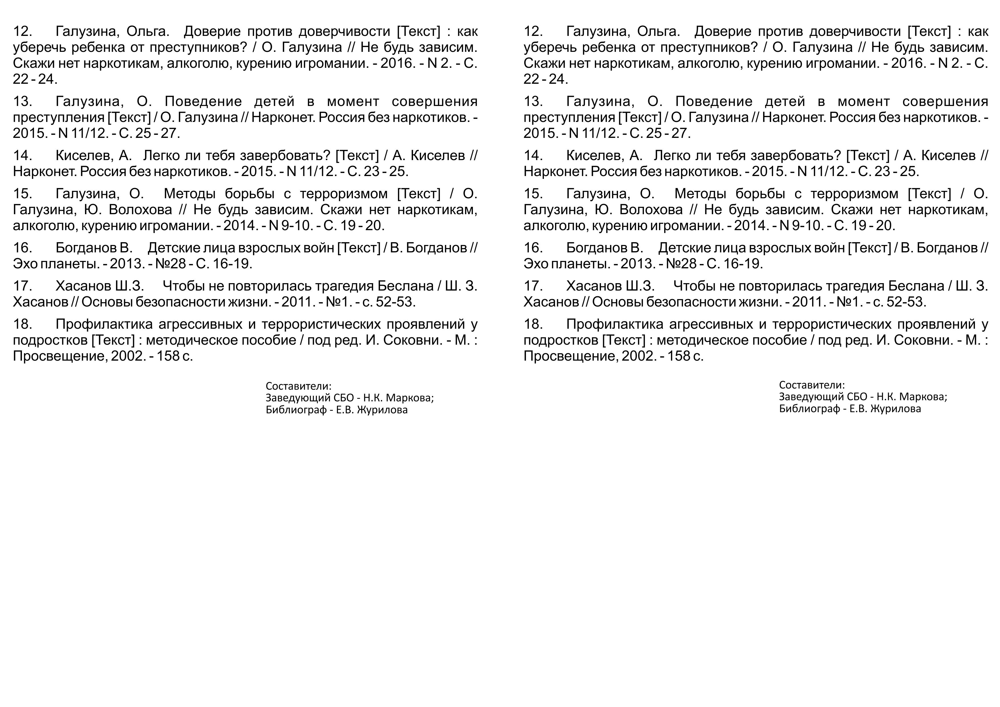 12. Галузина, Ольга. Доверие против доверчивости [Текст] : как
уберечь ребенка от преступников? / О. Галузина // Не будь зависим.
Скажи нет наркотикам, алкоголю, курению игромании. - 2016. - N 2. - С.
22 - 24.
13. Галузина, О. Поведение детей в момент совершения
преступления [Текст] / О. Галузина // Нарконет. Россия без наркотиков. -
2015. - N 11/12. - С. 25 - 27.
14. Киселев, А. Легко ли тебя завербовать? [Текст] / А. Киселев //
Нарконет. Россия без наркотиков. - 2015. - N 11/12. - С. 23 - 25.
15. Галузина, О. Методы борьбы с терроризмом [Текст] / О.
Галузина, Ю. Волохова // Не будь зависим. Скажи нет наркотикам,
алкоголю, курению игромании. - 2014. - N 9-10. - С. 19 - 20.
16. Богданов В. Детские лица взрослых войн [Текст] / В. Богданов //
Эхо планеты. - 2013. - №28 - С. 16-19.
17. Хасанов Ш.З. Чтобы не повторилась трагедия Беслана / Ш. З.
Хасанов // Основы безопасности жизни. - 2011. - №1. - с. 52-53.
18. Профилактика агрессивных и террористических проявлений у
подростков [Текст] : методическое пособие / под ред. И. Соковни. - М. :
Просвещение, 2002. - 158 с.
Составители:
Заведующий СБО - Н.К. Маркова;
Библиограф - Е.В. Журилова
12. Галузина, Ольга. Доверие против доверчивости [Текст] : как
уберечь ребенка от преступников? / О. Галузина // Не будь зависим.
Скажи нет наркотикам, алкоголю, курению игромании. - 2016. - N 2. - С.
22 - 24.
13. Галузина, О. Поведение детей в момент совершения
преступления [Текст] / О. Галузина // Нарконет. Россия без наркотиков. -
2015. - N 11/12. - С. 25 - 27.
14. Киселев, А. Легко ли тебя завербовать? [Текст] / А. Киселев //
Нарконет. Россия без наркотиков. - 2015. - N 11/12. - С. 23 - 25.
15. Галузина, О. Методы борьбы с терроризмом [Текст] / О.
Галузина, Ю. Волохова // Не будь зависим. Скажи нет наркотикам,
алкоголю, курению игромании. - 2014. - N 9-10. - С. 19 - 20.
16. Богданов В. Детские лица взрослых войн [Текст] / В. Богданов //
Эхо планеты. - 2013. - №28 - С. 16-19.
17. Хасанов Ш.З. Чтобы не повторилась трагедия Беслана / Ш. З.
Хасанов // Основы безопасности жизни. - 2011. - №1. - с. 52-53.
18. Профилактика агрессивных и террористических проявлений у
подростков [Текст] : методическое пособие / под ред. И. Соковни. - М. :
Просвещение, 2002. - 158 с.
Составители:
Заведующий СБО - Н.К. Маркова;
Библиограф - Е.В. Журилова